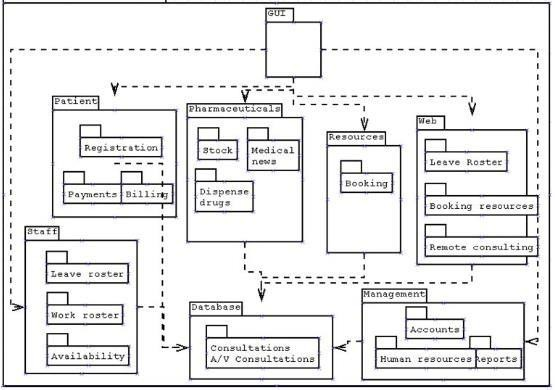 GUI
Patient
Registration
Payments
Billing
Pharmaceuticals
Stock
Medical
news
Dispense
drugs
Resources
Booking
Web
Leave Roster
Booking resources
Remote consulting
Staff
Leave roster
Work roster
Availability
Database
Consultations
A/V Consultations
Management
Accounts
Human resources
Reports